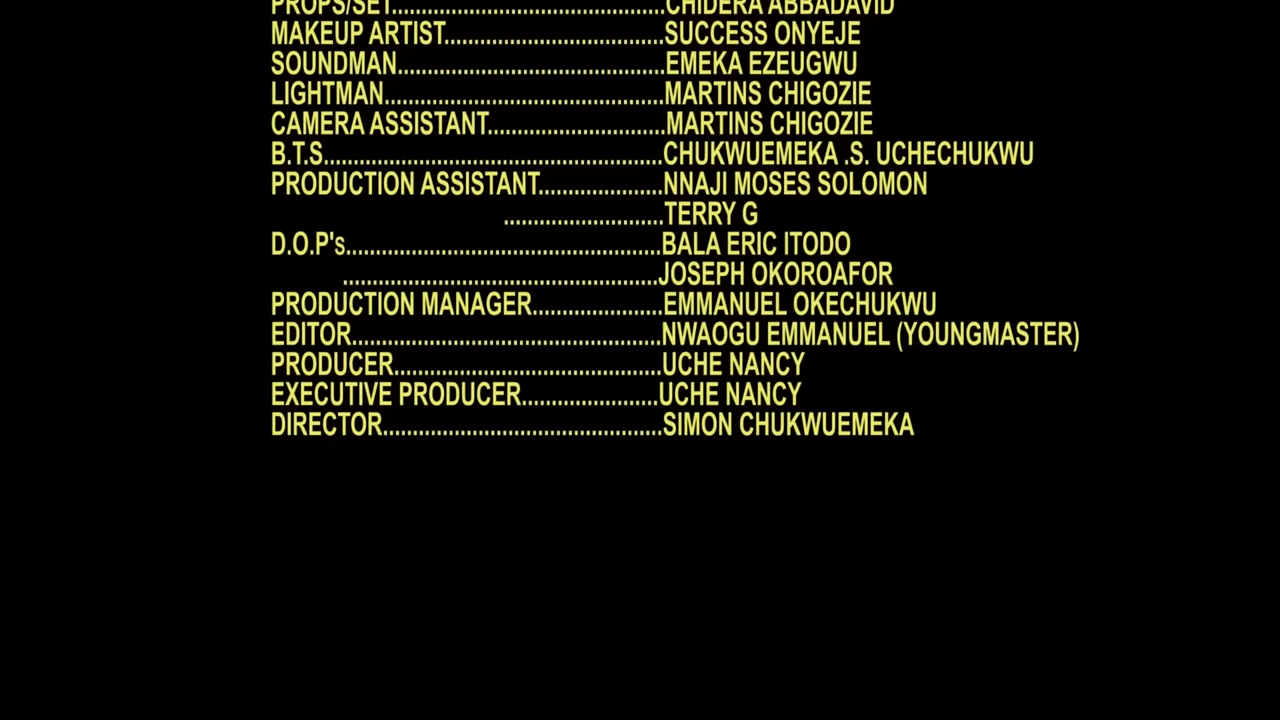 PROPS/SET..............................................CHIDERA ABBADAVID
MAKEUP ARTIST.....................................SUCCESS ONYEJE
SOUNDMAN.............................................EMEKA EZEUGWU
LIGHTMAN...............................................MARTINS CHIGOZIE
CAMERA ASSISTANT..............................MARTINS CHIGOZIE
B.T.S.........................................................CHUKWUEMEKA .S. UCHECHUKWU
PRODUCTION ASSISTANT.....................NNAJI MOSES SOLOMON
...........................TERRY G
D.O.P's.....................................................BALA ERIC ITODO
.....................................................JOSEPH OKOROAFOR
PRODUCTION MANAGER......................EMMANUEL OKECHUKWU
EDITOR....................................................NWAOGU EMMANUEL (YOUNGMASTER)
PRODUCER.............................................UCHE NANCY
EXECUTIVE PRODUCER.......................UCHE NANCY
DIRECTOR...............................................SIMON CHUKWUEMEKA